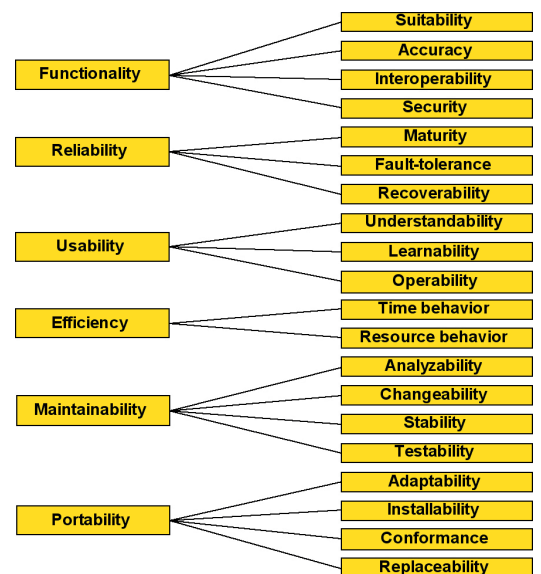 Functionality
Suitability
Accuracy
Interoperability
Security
Reliability
Maturity
Fault-tolerance
Recoverability
Usability
Understandability
Learnability
Operability
Efficiency
Time behavior
Resource behavior
Maintainability
Analyzability
Changeability
Stability
Testability
Portability
Adaptability
Installability
Conformance
Replaceability